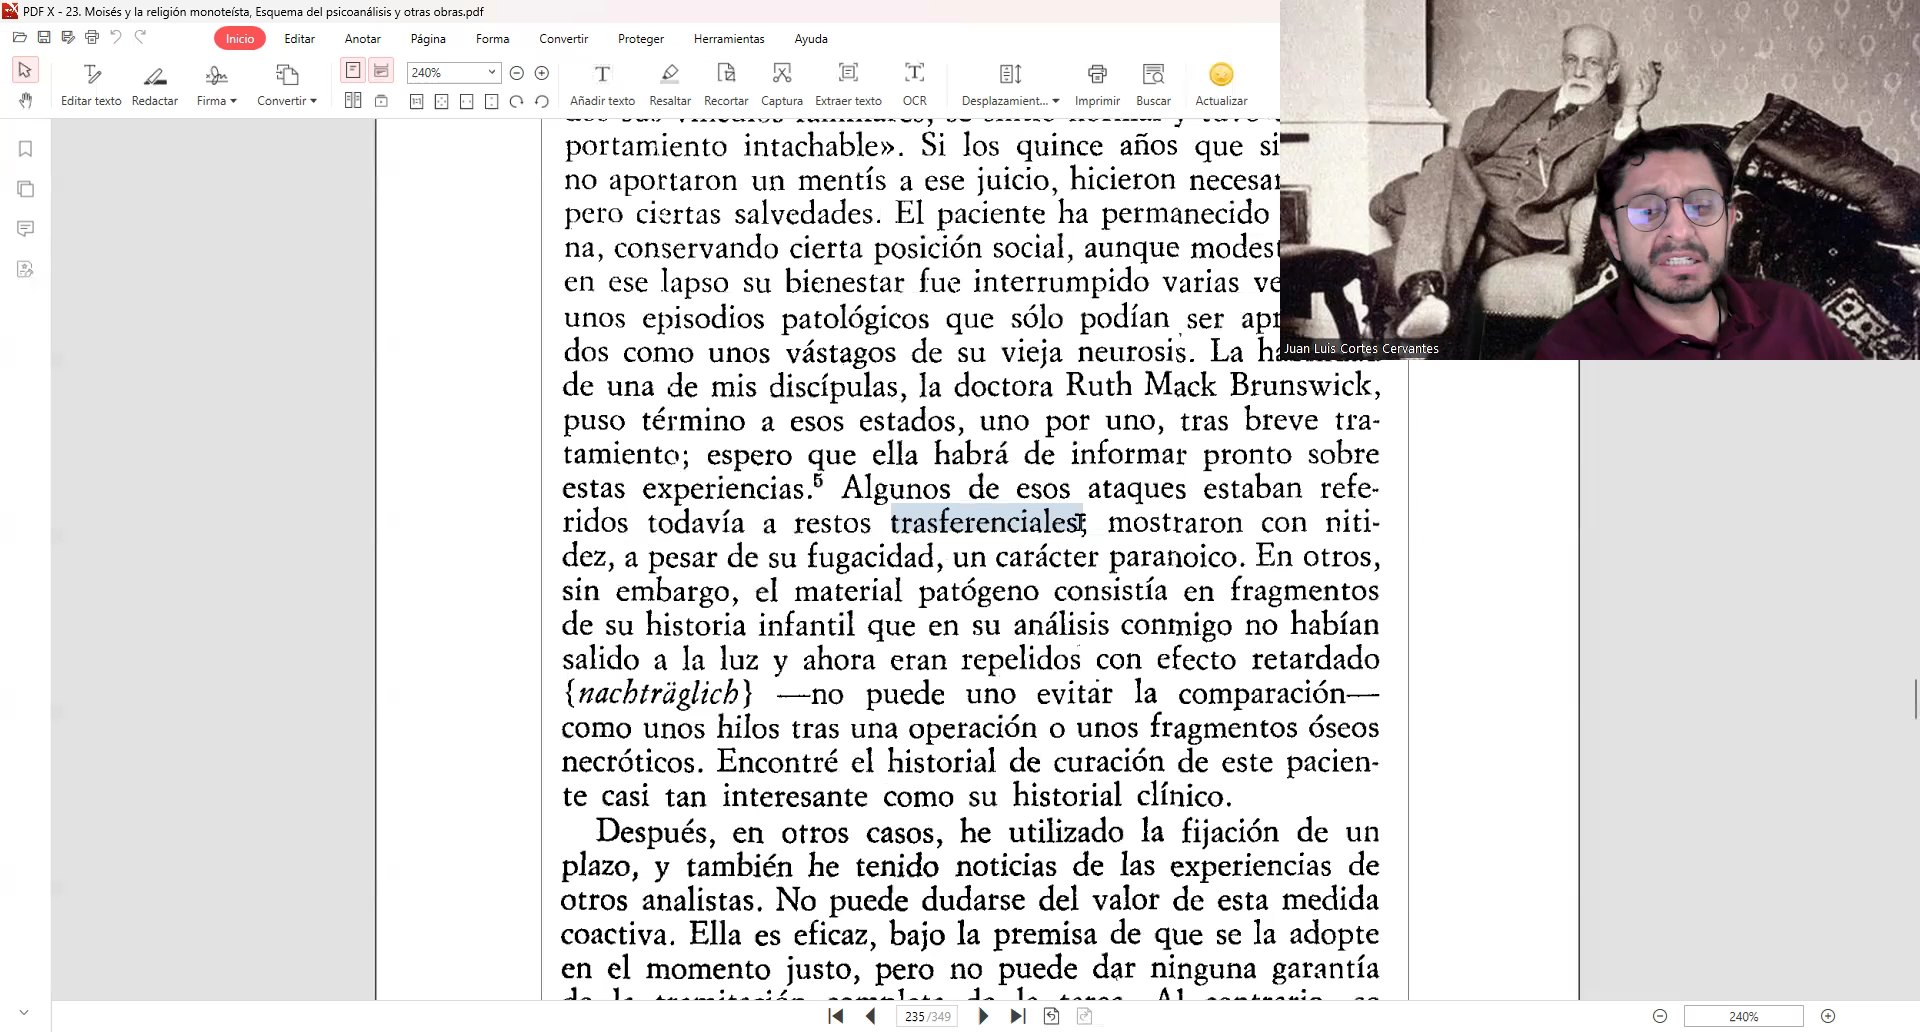 PDF X - 23. Moisés y la religión monoteísta, Esquema del psicoanálisis y otras obras.pdf
Inicio Editar Anotar Página Forma Convertir Proteger Herramientas Ayuda
240%
Editar texto Redactar Firma Convertir Añadir texto Resaltar Recortar Captura Extraer texto OCR Desplazamient... Imprimir Buscar Actualizar
portamiento intachable». Si los quince años que si
no aportaron un mentís a ese juicio, hicieron necesar
pero ciertas salvedades. El paciente ha permanecido
na, conservando cierta posición social, aunque modest
en ese lapso su bienestar fue interrumpido varias ve
unos episodios patológicos que sólo podían ser apr
dos como unos vástagos de su vieja neurosis. La
Juan Luis Cortes Cervantes
de una de mis discípulas, la doctora Ruth Mack Brunswick,
puso término a esos estados, uno por uno, tras breve tra-
tamiento; espero que ella habrá de informar pronto sobre
estas experiencias.⁵ Algunos de esos ataques estaban refe-
ridos todavía a restos trasferenciales; mostraron con niti-
dez, a pesar de su fugacidad, un carácter paranoico. En otros,
sin embargo, el material patógeno consistía en fragmentos
de su historia infantil que en su análisis conmigo no habían
salido a la luz y ahora eran repelidos con efecto retardado
{nachträglich} —no puede uno evitar la comparación—
como unos hilos tras una operación o unos fragmentos óseos
necróticos. Encontré el historial de curación de este pacien-
te casi tan interesante como su historial clínico.
Después, en otros casos, he utilizado la fijación de un
plazo, y también he tenido noticias de las experiencias de
otros analistas. No puede dudarse del valor de esta medida
coactiva. Ella es eficaz, bajo la premisa de que se la adopte
en el momento justo, pero no puede dar ninguna garantía
235/349
240%